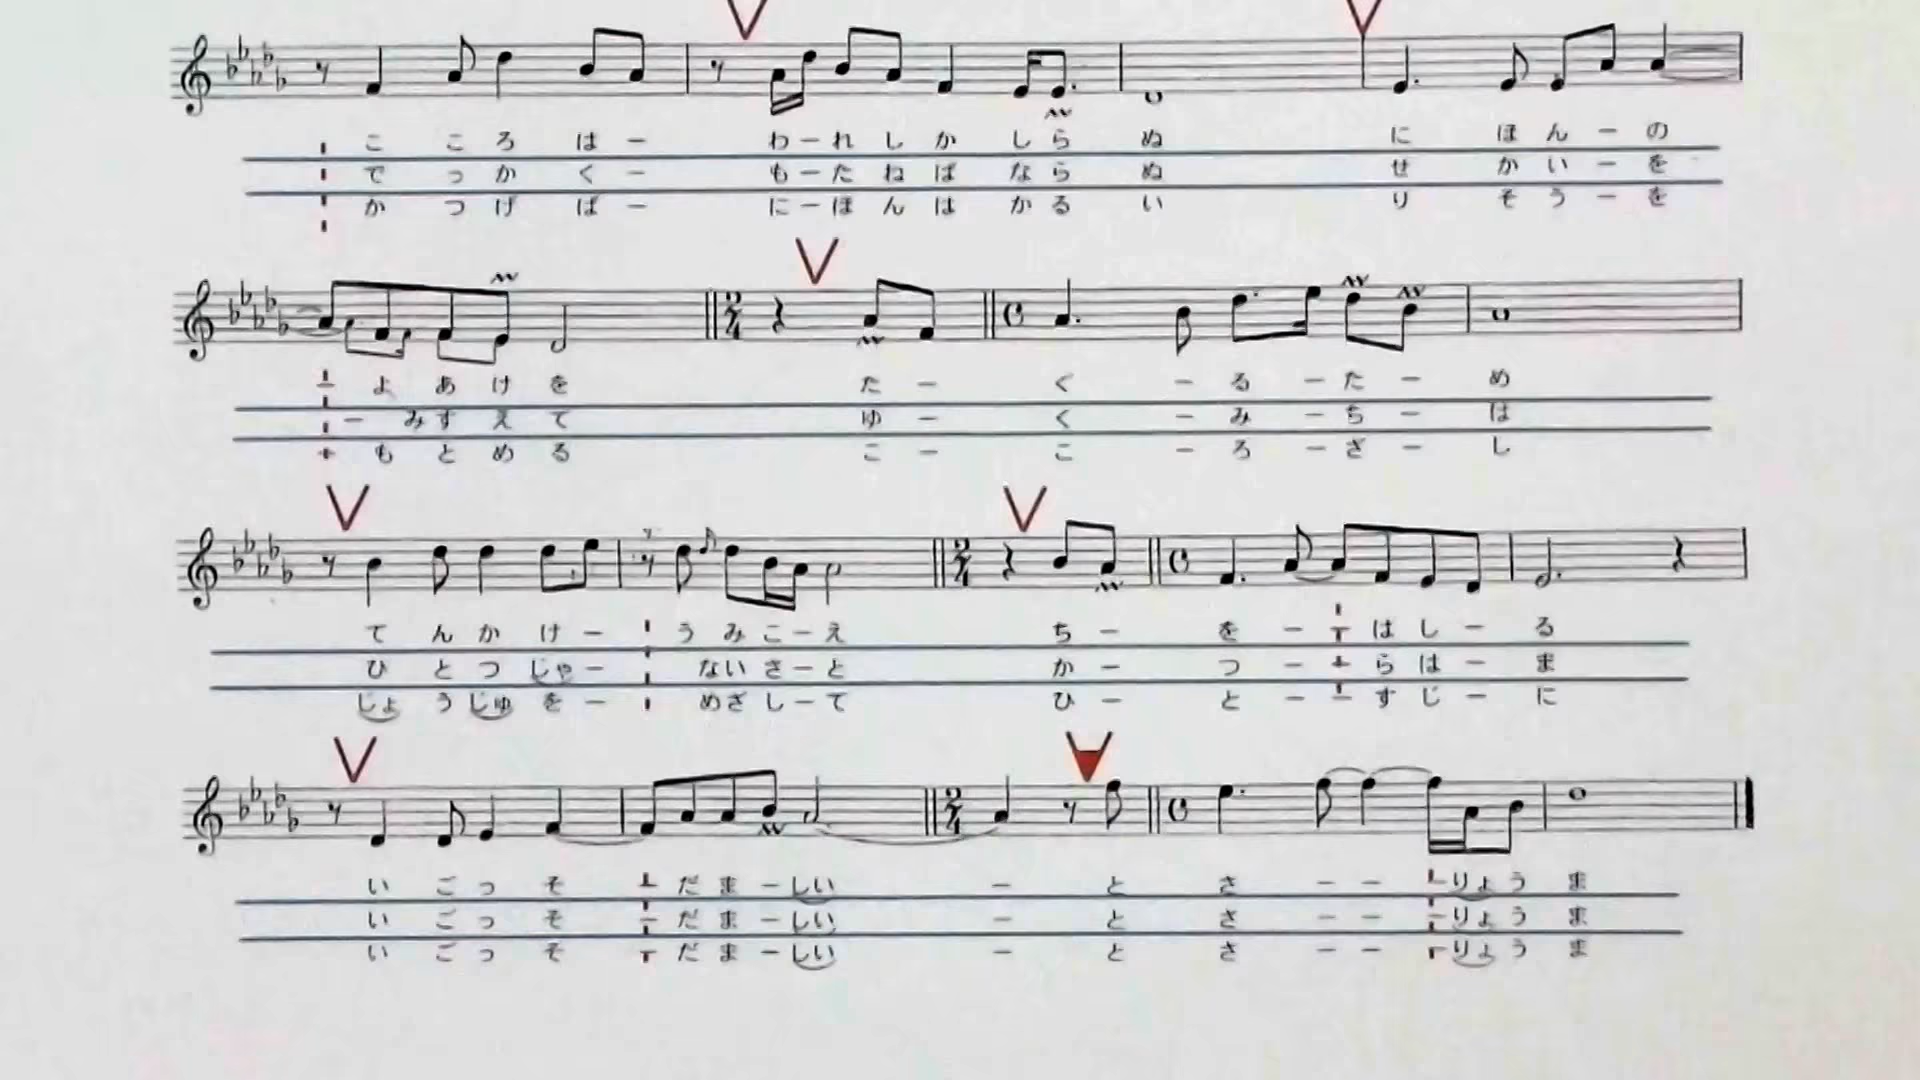 こころはーわーれしかしらぬにほんーの
でっかくーもーたねばならぬせかいーを
かつげばーにーほんはかるいりそうーを
ーよあけをたーくーるーたーめ
ーみすえてゆーくーみーちーは
もとめるこーこーろーざーし
てんかけーうみこーえちーをーはしーる
ひとつじゃーないさーとかーつーらはーま
じょうじゅをーめざしーてひーとーすじーに
いごっそーだまーしいーとさーーりょうま
いごっそーだまーしいーとさーーりょうま
いごっそーだまーしいーとさーーりょうま